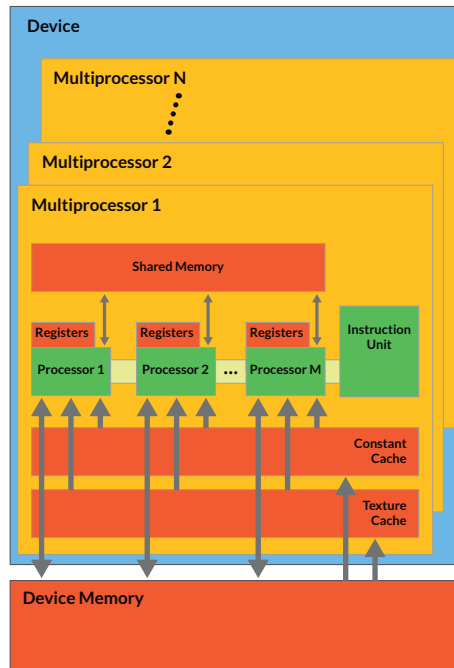 Device
Multiprocessor N
Multiprocessor 2
Multiprocessor 1
Shared Memory
Registers
Registers
Registers
Instruction
Unit
Processor 1
Processor 2
...
Processor M
Constant
Cache
Texture
Cache
Device Memory